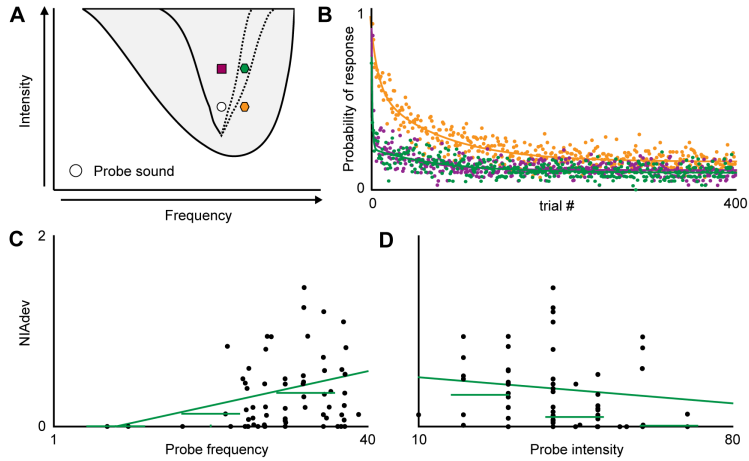 A
Intensity
Probe sound
Frequency
B
Probability of response
1
0
0
400
trial #
C
NIAdev
2
0
1
40
Probe frequency
D
10
80
Probe intensity